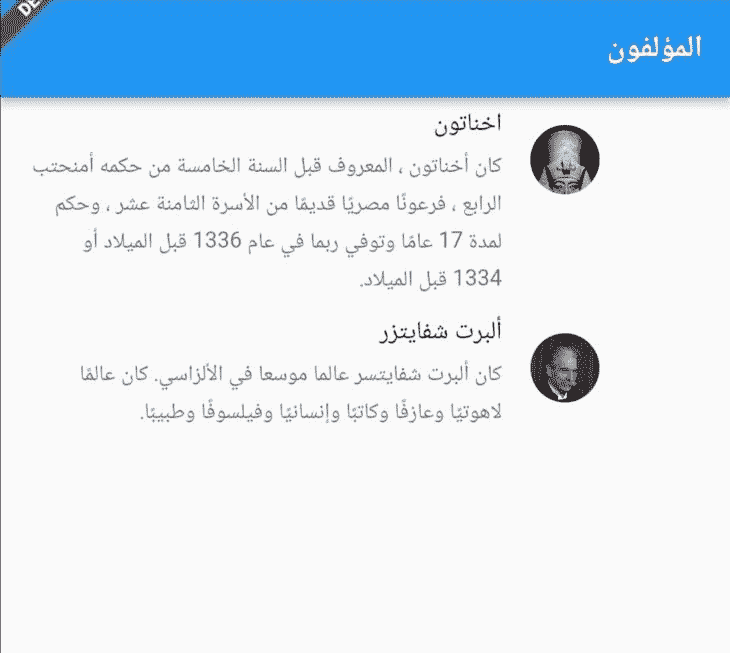 المؤلفون
اخناتون
كان أخناتون ، المعروف قبل السنة الخامسة من حكمه أمنحتب
الرابع ، فرعونًا مصريًا قديمًا من الأسرة الثامنة عشر ، وحكم
لمدة 17 عامًا وتوفي ربما في عام 1336 قبل الميلاد أو
1334 قبل الميلاد.
ألبرت شفايتزر
كان ألبرت شفايتسر عالما موسعا في الألزاسي. كان عالمًا
لاهوتيًا وعازفًا وكاتبًا وإنسانيًا وفيلسوفًا وطبيبًا.